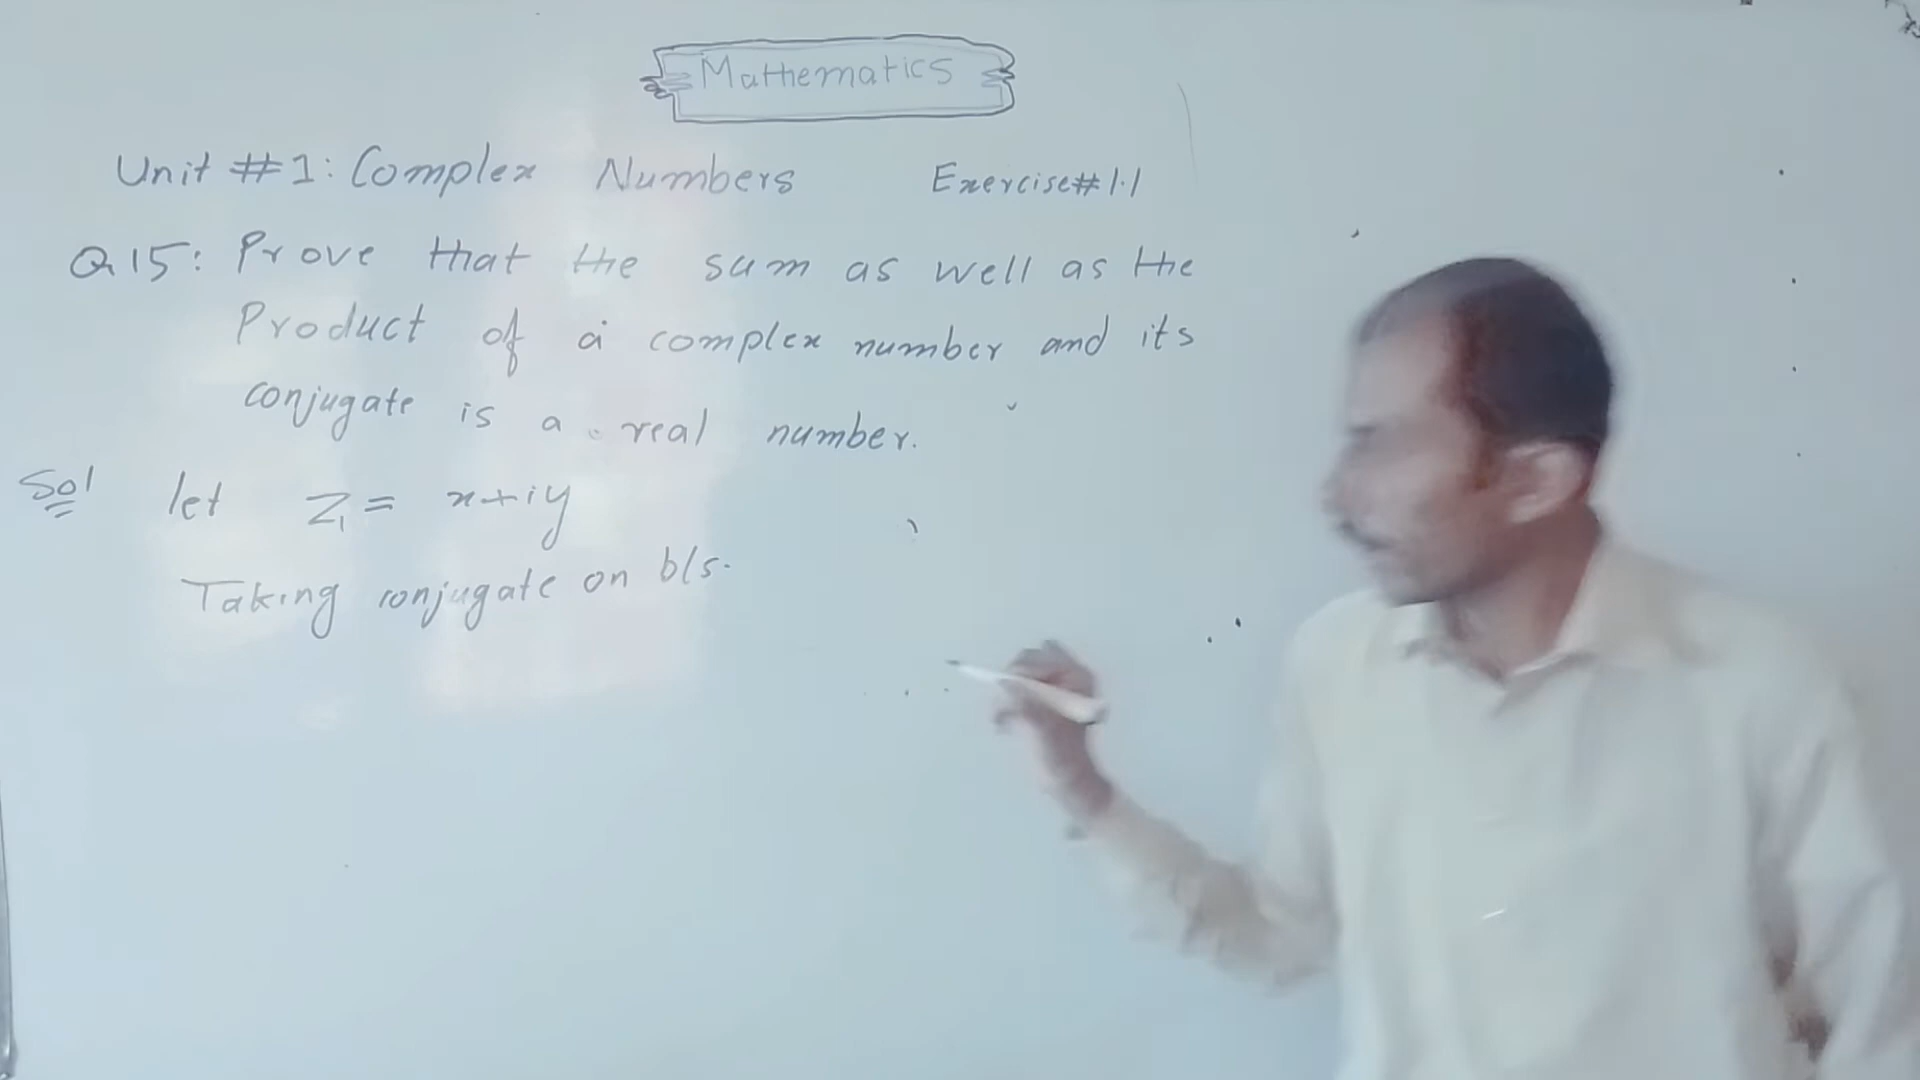 Mathematics
Unit #1: Complex Numbers Exercise#1.1
Q15: Prove that the sum as well as the
Product of a complex number and its
conjugate is a real number.
Sol let Z₁ = x+iy
Taking conjugate on b/s.